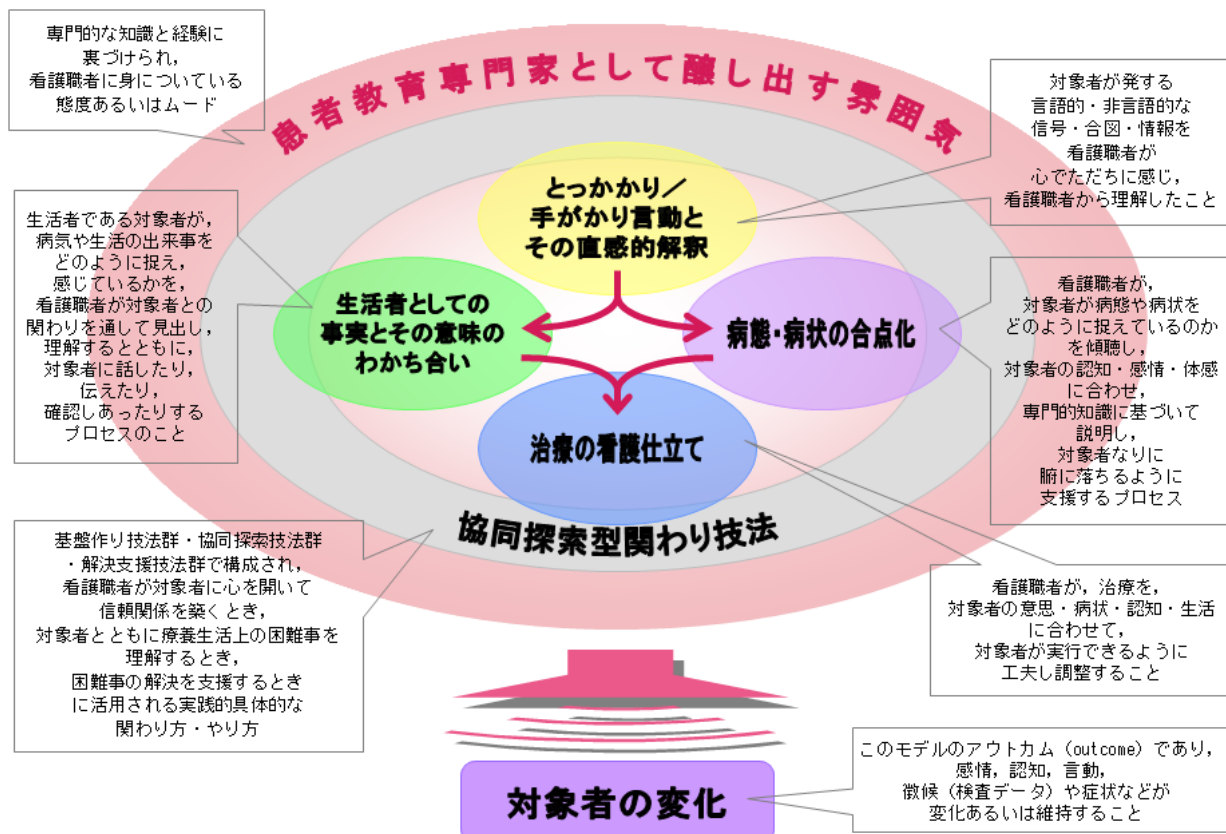 専門的な知識と経験に
裏づけられ，
看護職者に身についている
態度あるいはムード
患者教育専門家として醸し出す雰囲気
対象者が発する
言語的・非言語的な
信号・合図・情報を
看護職者が
心でただちに感じ，
看護職者から理解したこと
とっかかり／
手がかり言動と
その直感的解釈
生活者である対象者が，
病気や生活の出来事を
どのように捉え，
感じているかを，
看護職者が対象者との
関わりを通して見出し，
理解するとともに，
対象者に話したり，
伝えたり，
確認しあったりする
プロセスのこと
生活者としての
事実とその意味の
わかち合い
病態・病状の合点化
看護職者が，
対象者が病態や病状を
どのように捉えているのか
を傾聴し，
対象者の認知・感情・体感
に合わせ，
専門的知識に基づいて
説明し，
対象者なりに
腑に落ちるように
支援するプロセス
治療の看護仕立て
協同探索型関わり技法
基盤作り技法群・協同探索技法群
・解決支援技法群で構成され，
看護職者が対象者に心を開いて
信頼関係を築くとき，
対象者とともに療養生活上の困難事を
理解するとき，
困難事の解決を支援するとき
に活用される実践的具体的な
関わり方・やり方
看護職者が，治療を，
対象者の意思・病状・認知・生活
に合わせて，
対象者が実行できるように
工夫し調整すること
対象者の変化
このモデルのアウトカム（outcome）であり，
感情，認知，言動，
徴候（検査データ）や症状などが
変化あるいは維持すること